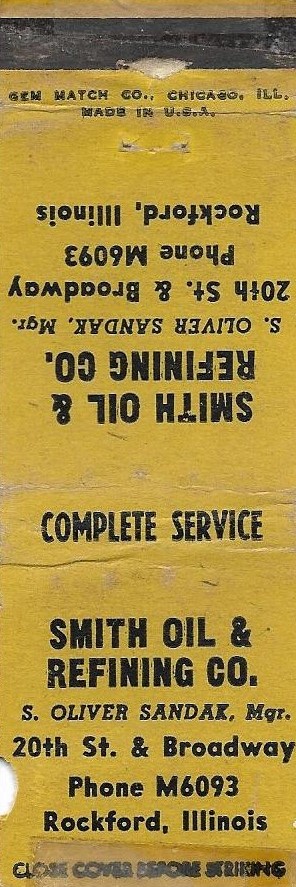 GEM MATCH CO., CHICAGO, ILL.
MADE IN U.S.A.
SMITH OIL &
REFINING CO.
S. OLIVER SANDAK, Mgr.
20th St. & Broadway
Phone M6093
Rockford, Illinois
COMPLETE SERVICE
SMITH OIL &
REFINING CO.
S. OLIVER SANDAK, Mgr.
20th St. & Broadway
Phone M6093
Rockford, Illinois
CLOSE COVER BEFORE STRIKING